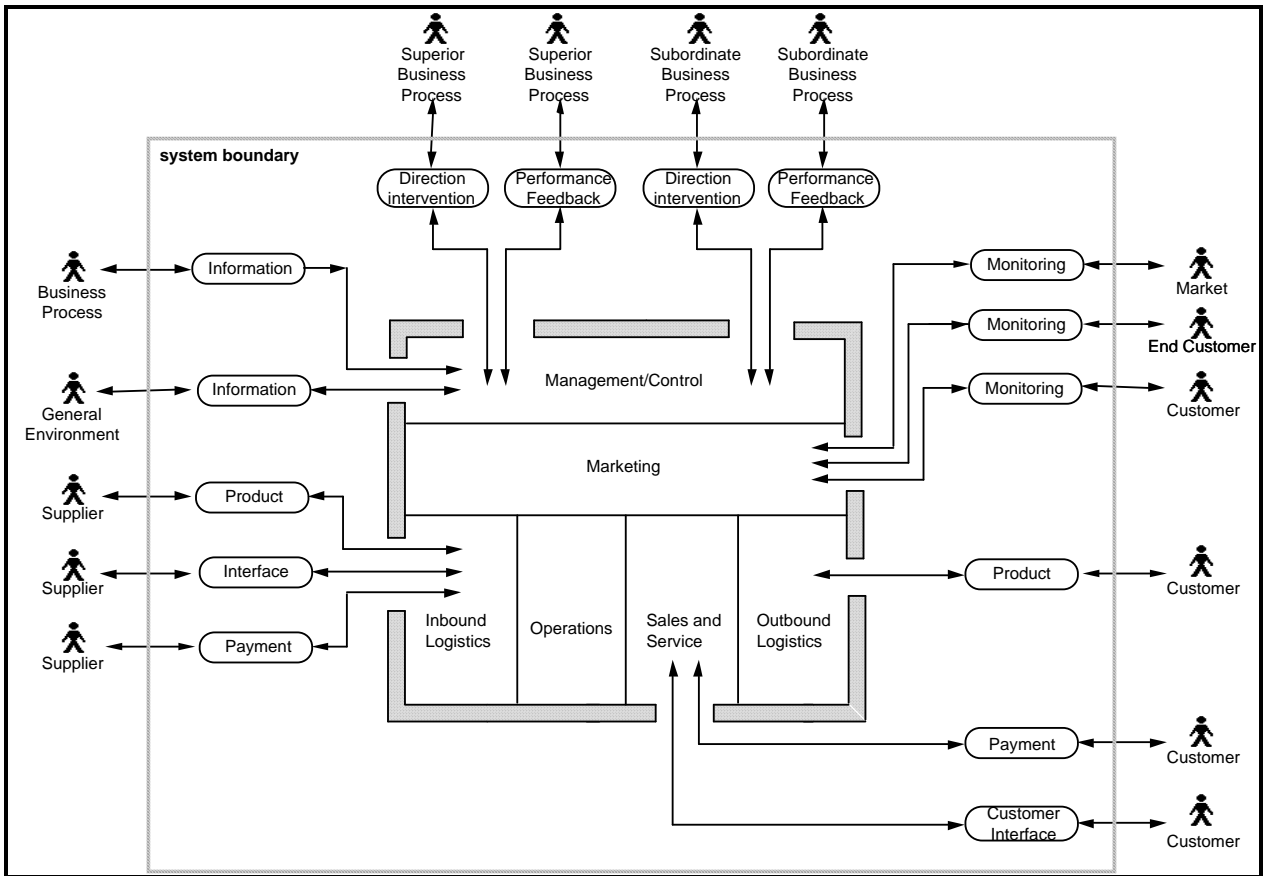 Superior
Business
Process
Superior
Business
Process
Subordinate
Business
Process
Subordinate
Business
Process
system boundary
Direction
intervention
Performance
Feedback
Direction
intervention
Performance
Feedback
Business
Process
Information
Monitoring
Market
Monitoring
End Customer
General
Environment
Information
Management/Control
Monitoring
Customer
Marketing
Supplier
Product
Supplier
Interface
Product
Customer
Supplier
Payment
Inbound
Logistics
Operations
Sales and
Service
Outbound
Logistics
Payment
Customer
Customer
Interface
Customer